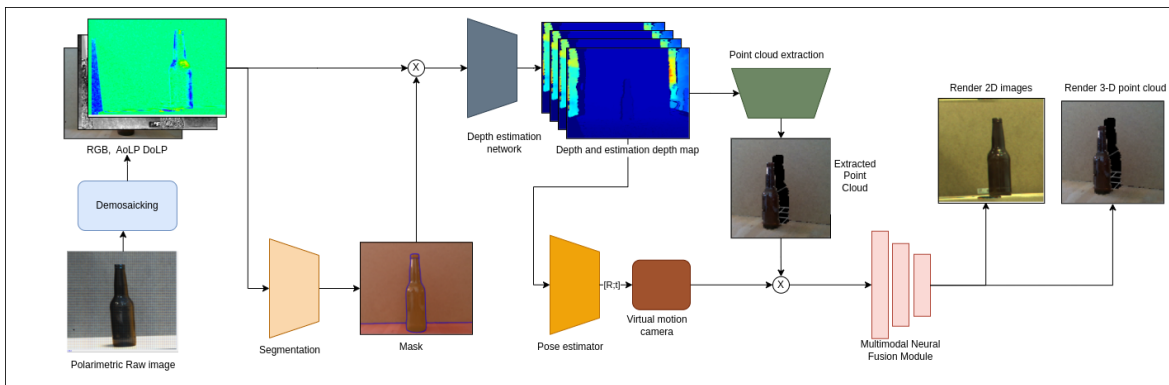 RGB,  AoLP DoLP
Demosaicking
Polarimetric Raw image
Segmentation
Mask
X
Depth estimation
network
Depth and estimation depth map
Point cloud extraction
Extracted
Point
Cloud
Pose estimator
[R;t]
Virtual motion
camera
X
Multimodal Neural
Fusion Module
Render 2D images
Render 3-D point cloud